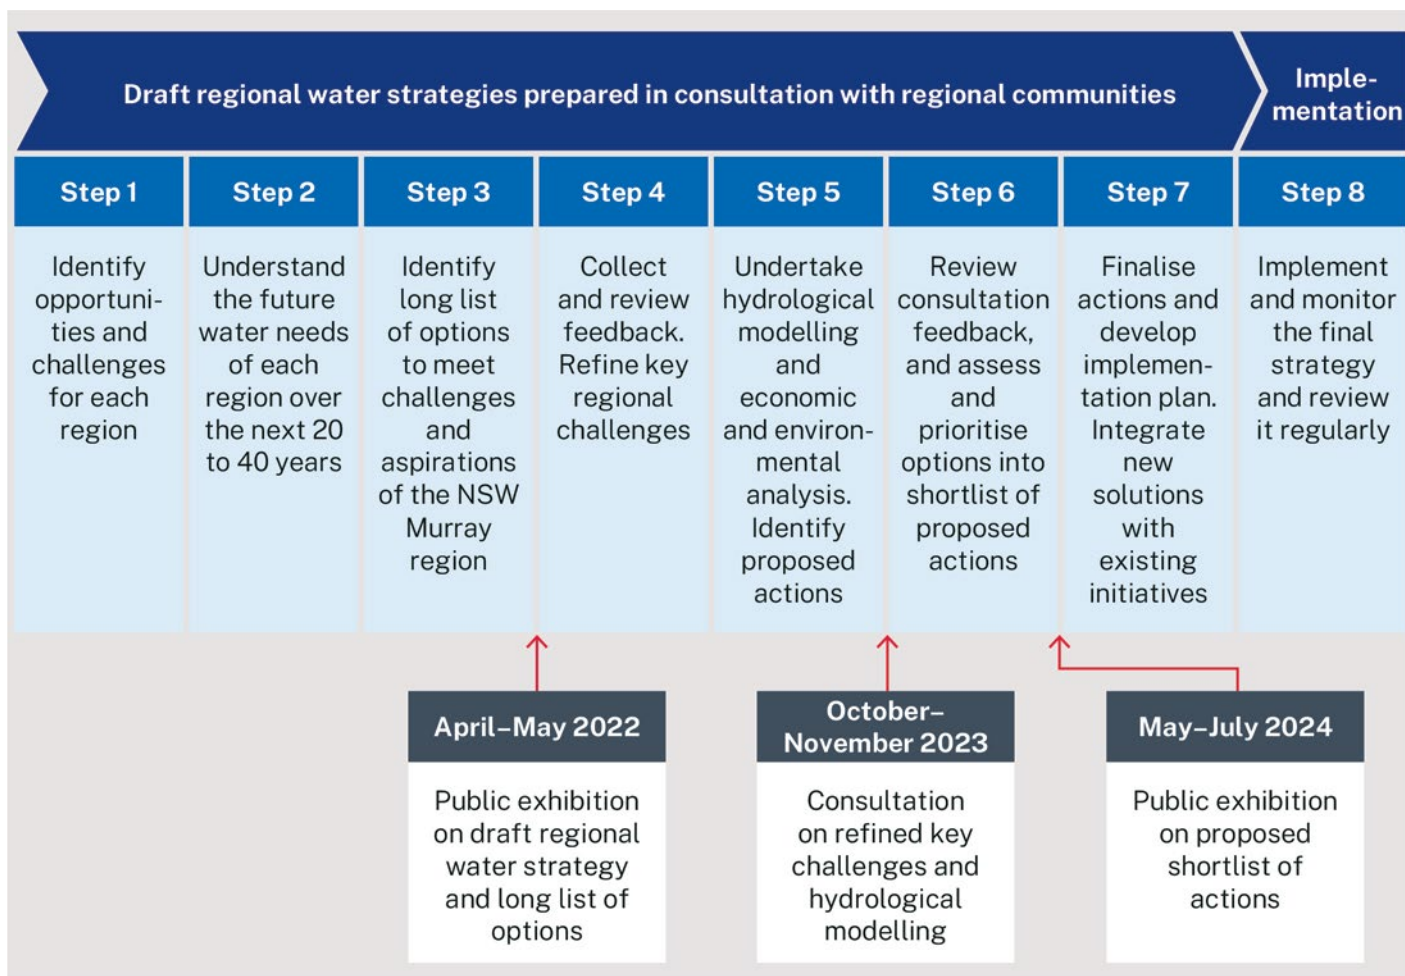 Draft regional water strategies prepared in consultation with regional communities
Imple-
mentation
Step 1
Identify
opportuni-
ties and
challenges
for each
region
Step 2
Understand
the future
water needs
of each
region over
the next 20
to 40 years
Step 3
Identify
long list
of options
to meet
challenges
and
aspirations
of the NSW
Murray
region
Step 4
Collect
and review
feedback.
Refine key
regional
challenges
Step 5
Undertake
hydrological
modelling
and
economic
and environ-
mental
analysis.
Identify
proposed
actions
Step 6
Review
consultation
feedback,
and assess
and
prioritise
options into
shortlist of
proposed
actions
Step 7
Finalise
actions and
develop
implemen-
tation plan.
Integrate
new
solutions
with
existing
initiatives
Step 8
Implement
and monitor
the final
strategy
and review
it regularly
April–May 2022
Public exhibition
on draft regional
water strategy
and long list of
options
October–
November 2023
Consultation
on refined key
challenges and
hydrological
modelling
May–July 2024
Public exhibition
on proposed
shortlist of
actions